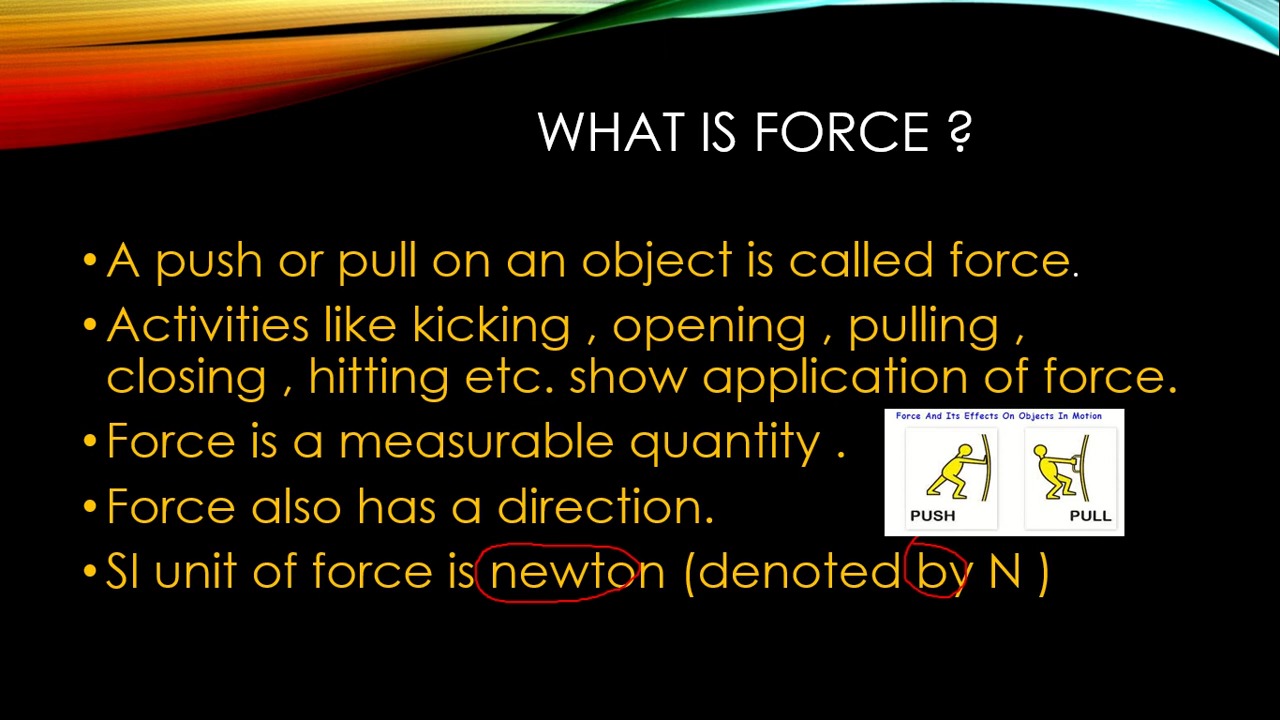 WHAT IS FORCE ?
• A push or pull on an object is called force.
• Activities like kicking , opening , pulling ,
closing , hitting etc. show application of force.
• Force is a measurable quantity .
Force And Its Effects On Objects In Motion
PUSH PULL
• Force also has a direction.
• SI unit of force is newton (denoted by N )